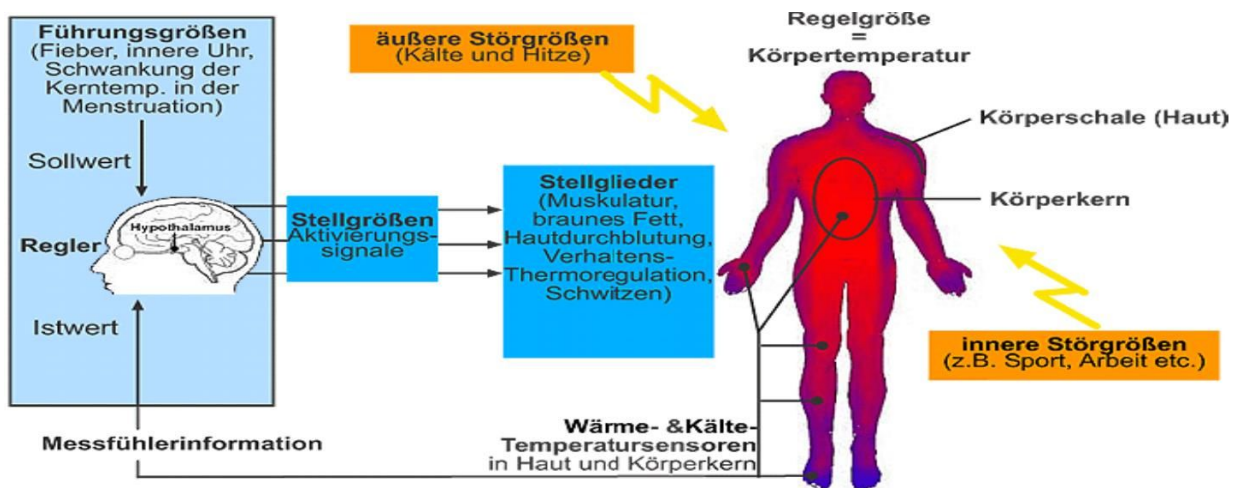 Führungsgrößen
(Fieber, innere Uhr,
Schwankung der
Kerntemp. in der
Menstruation)
Sollwert
Hypothalamus
Regler
Istwert
Messfühlerinformation
Stellgrößen
Aktivierungs-
signale
äußere Störgrößen
(Kälte und Hitze)
Stellglieder
(Muskulatur,
braunes Fett,
Hautdurchblutung,
Verhaltens-
Thermoregulation,
Schwitzen)
Regelgröße
=
Körpertemperatur
Körperschale (Haut)
Körperkern
innere Störgrößen
(z.B. Sport, Arbeit etc.)
Wärme- &Kälte-
Temperatursensoren
in Haut und Körperkern